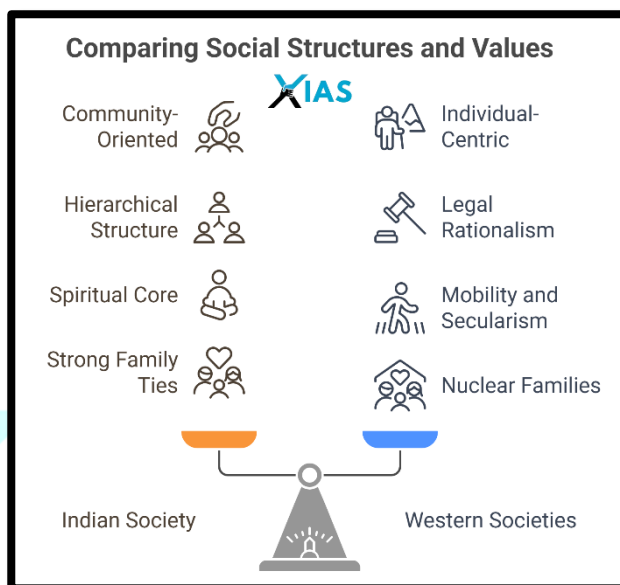 Comparing Social Structures and Values
XIAS
Community-
Oriented
Individual-
Centric
Hierarchical
Structure
Legal
Rationalism
Spiritual Core
Mobility and
Secularism
Strong Family
Ties
Nuclear Families
Indian Society
Western Societies